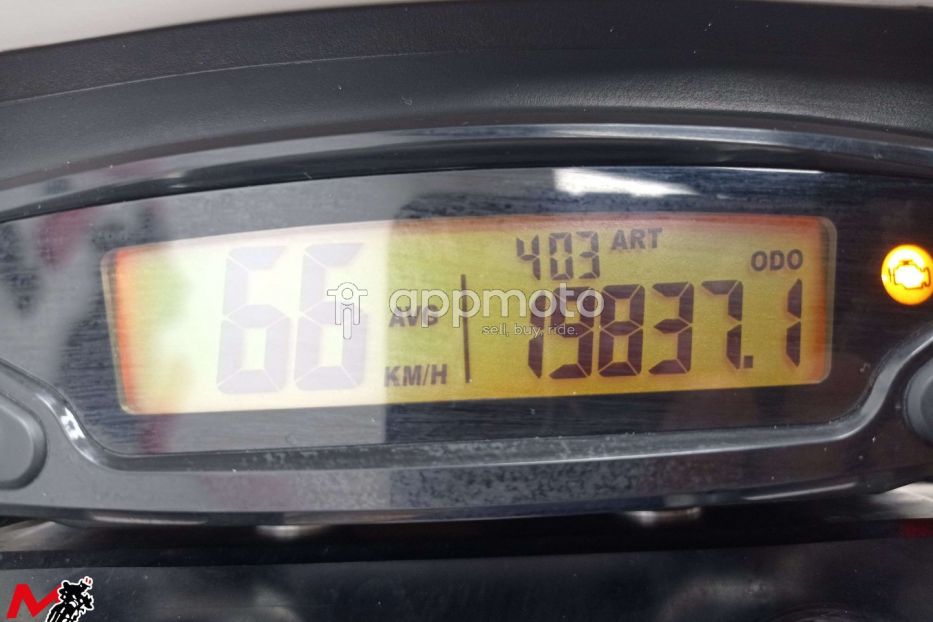 403 ART
ODO
66 AVG
KM/H
19837.1
appmoto
sell, buy, ride.
M